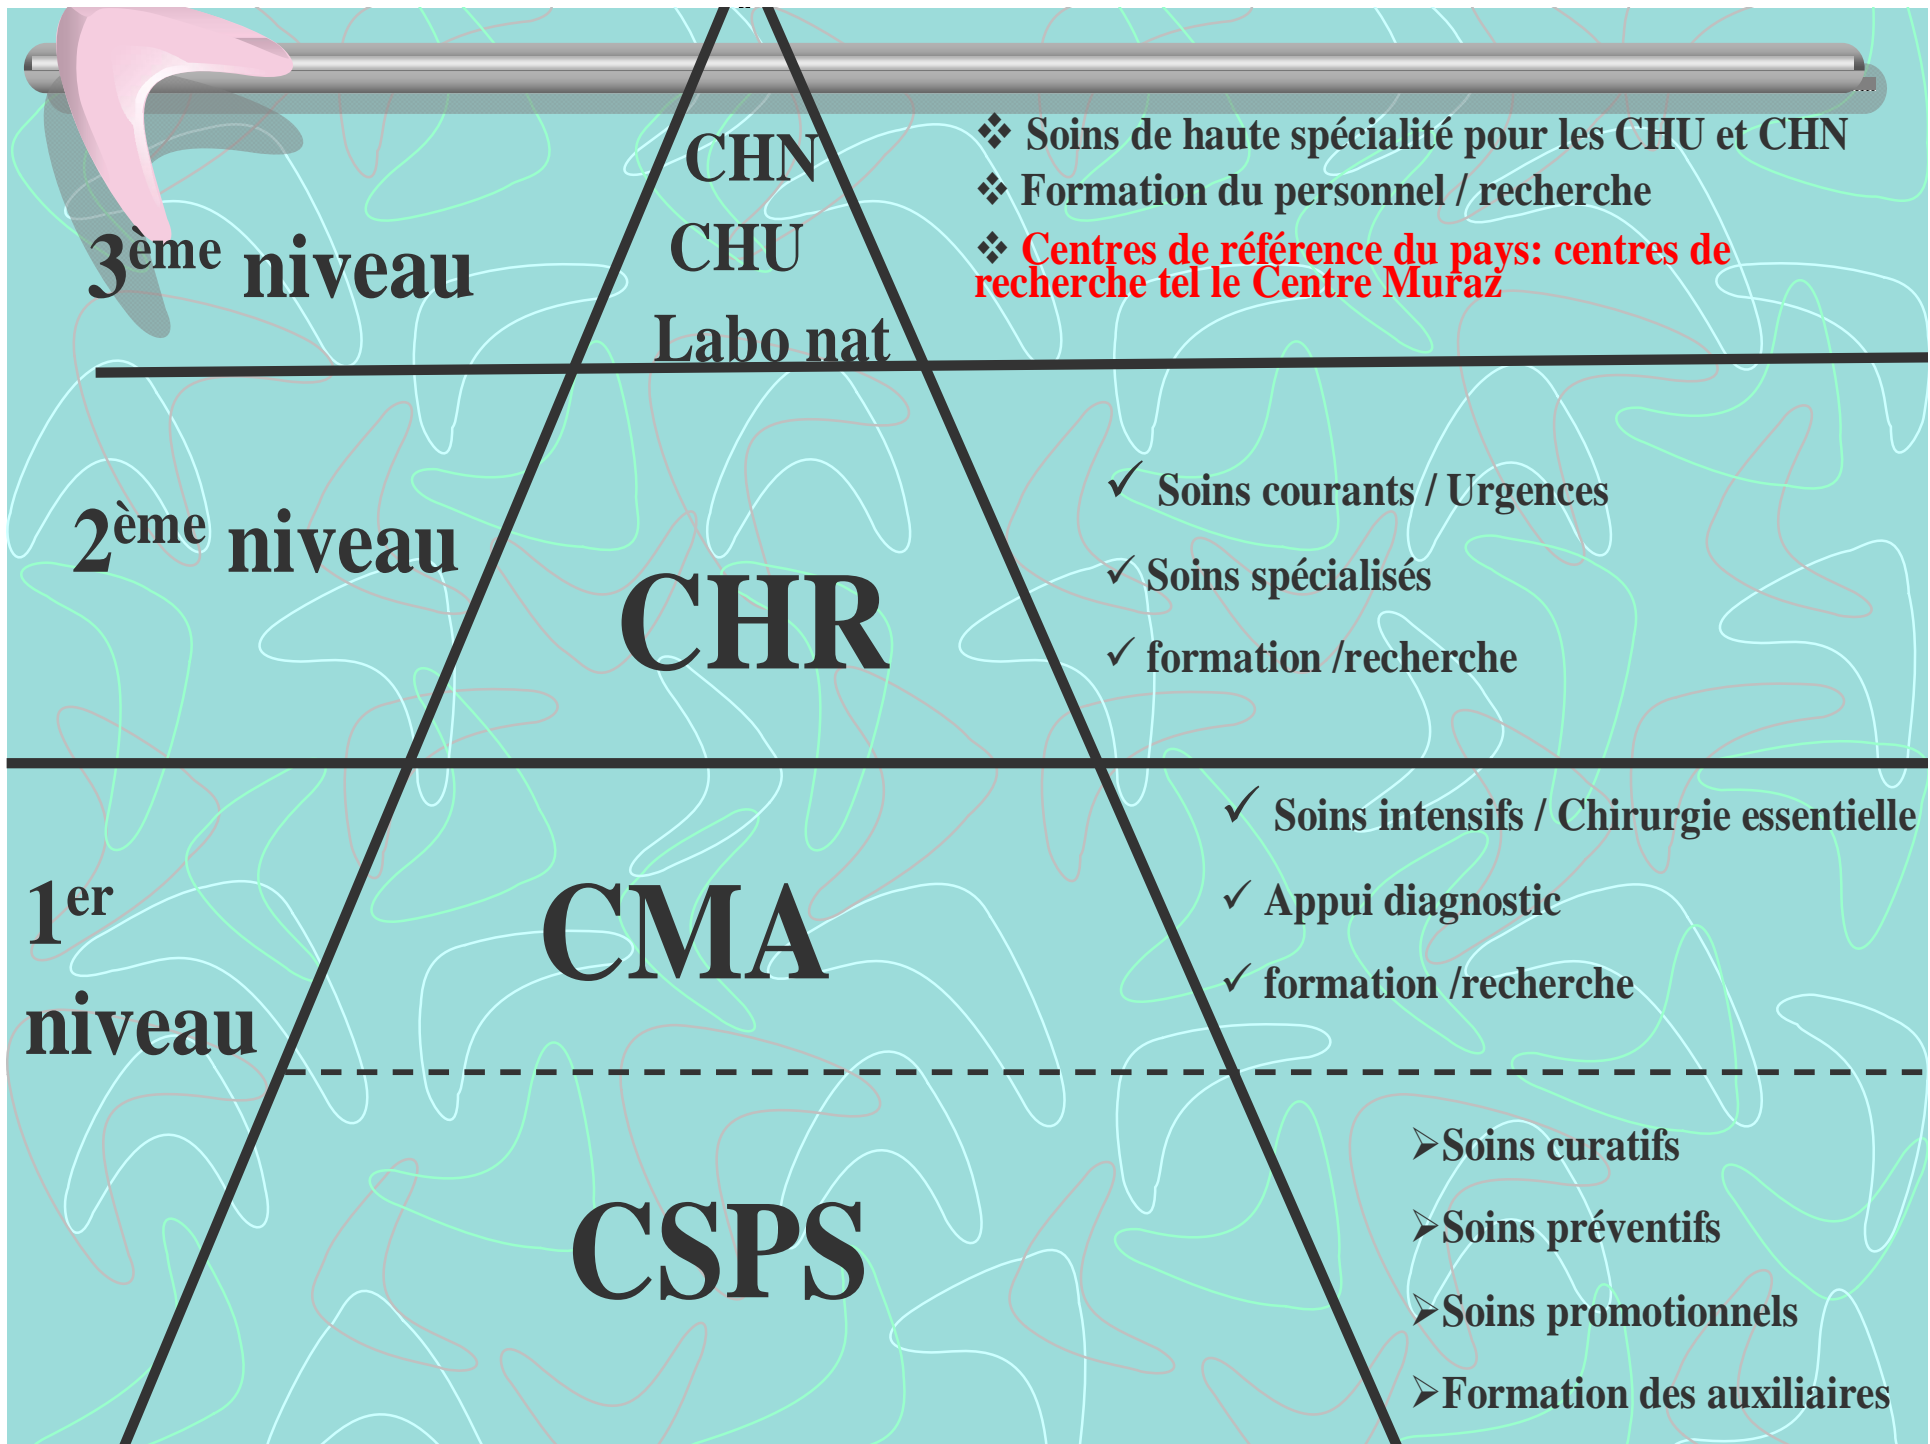 CHN
CHU
Labo nat
3ème niveau
❖ Soins de haute spécialité pour les CHU et CHN
❖ Formation du personnel / recherche
❖ Centres de référence du pays: centres de
recherche tel le Centre Muraz
2ème niveau
CHR
✓ Soins courants / Urgences
✓ Soins spécialisés
✓ formation /recherche
1er
niveau
CMA
✓ Soins intensifs / Chirurgie essentielle
✓ Appui diagnostic
✓ formation /recherche
CSPS
➢Soins curatifs
➢Soins préventifs
➢Soins promotionnels
➢Formation des auxiliaires